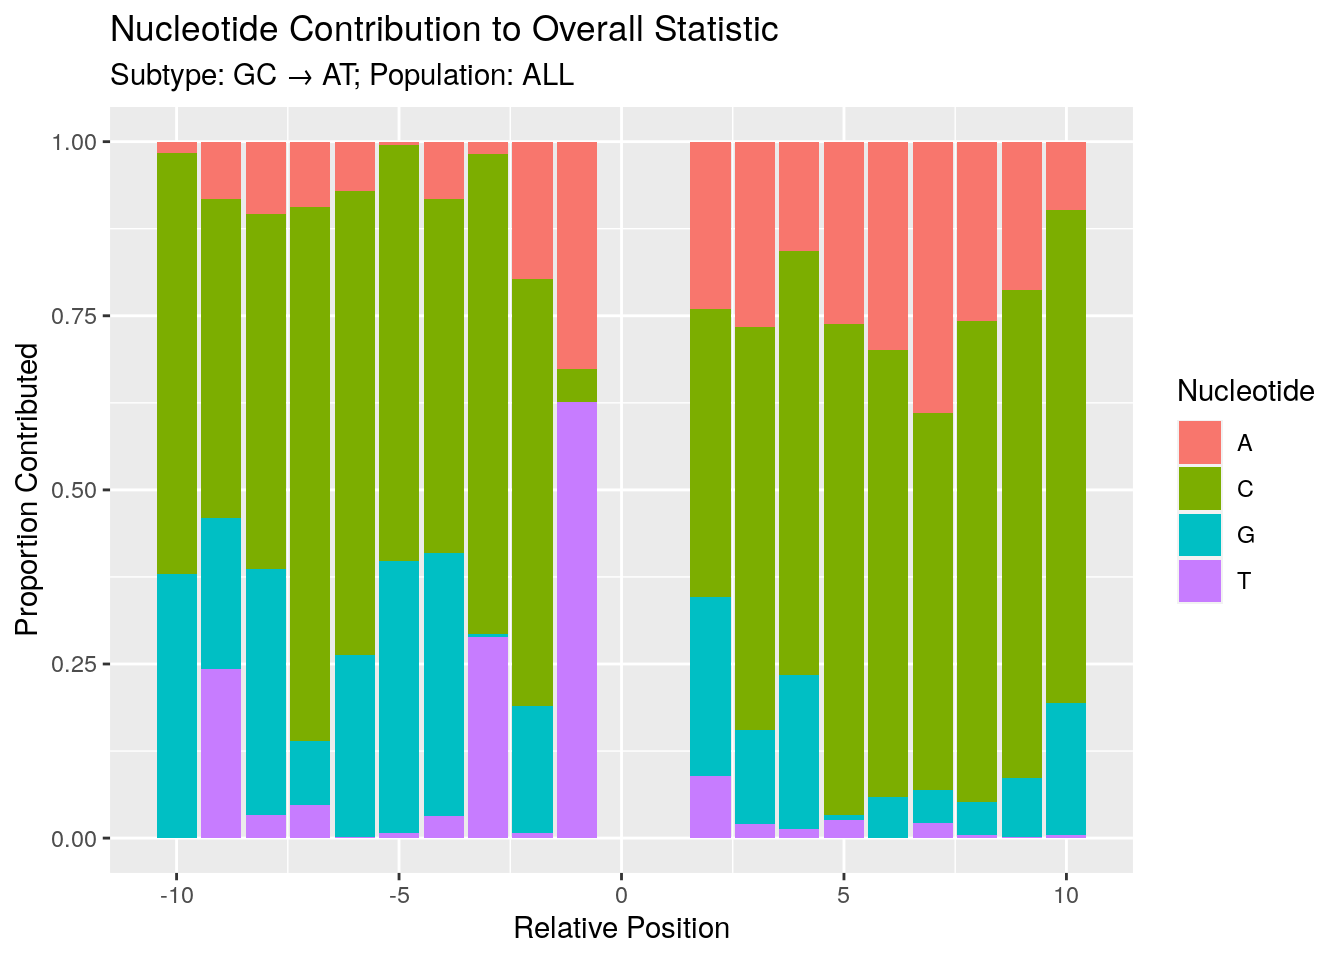 Nucleotide Contribution to Overall Statistic
Subtype: GC → AT; Population: ALL
Proportion Contributed
1.00
0.75
0.50
0.25
0.00
-10
-5
0
5
10
Relative Position
Nucleotide
A
C
G
T